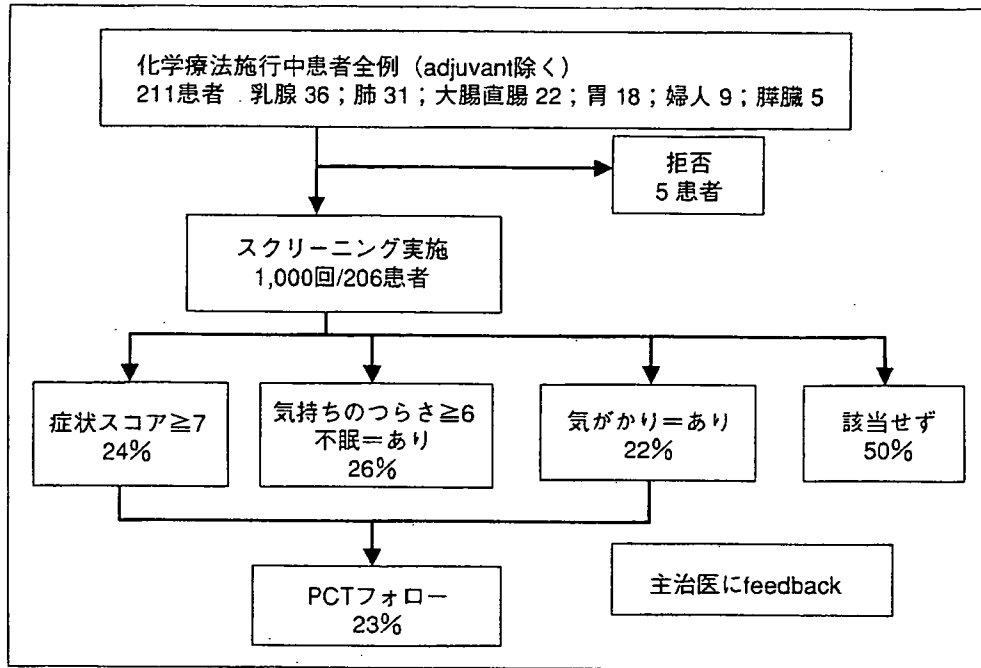 化学療法施行中患者全例（adjuvant除く）
211患者 乳腺 36；肺 31；大腸直腸 22；胃 18；婦人 9；膵臓 5
拒否
5 患者
スクリーニング実施
1,000回/206患者
症状スコア≧7
24%
気持ちのつらさ≧6
不眠＝あり
26%
気がかり＝あり
22%
該当せず
50%
PCTフォロー
23%
主治医にfeedback